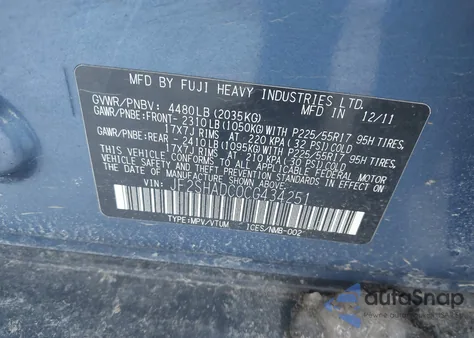 MFD BY FUJI HEAVY INDUSTRIES LTD.
GVWR/PNBV: 4480LB (2035KG) 12/11
GAWR/PNBE:FRONT- 2310LB(1050KG)WITH P225/55R17 95H TIRES,
17x7J RIMS AT 220 KPA(32 PSI)COLD
GAWR/PNBE:REAR -2410LB(1095KG)WITH P225/55R17 95H TIRES,
17x7J RIMS AT 210 KPA(30 PSI)COLD
THIS VEHICLE CONFORMS TO ALL APPLICABLE FEDERAL MOTOR
VEHICLE SAFETY AND THEFT PREVENTION STANDARDS IN
EFFECT ON THE DATE OF MANUFACTURE SHOWN ABOVE.
VIN: JF2SHADC0CG434251
TYPE:MPV/VTUM ICES/NMB-002
autoSnap
Powered by AutoBidMaster